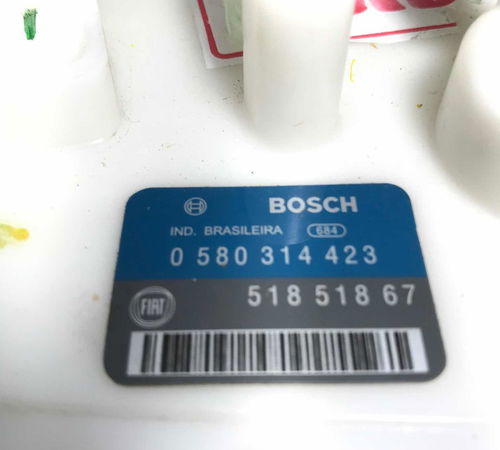 BOSCH
IND. BRASILEIRA 684
0 580 314 423
518 518 67
FIAT